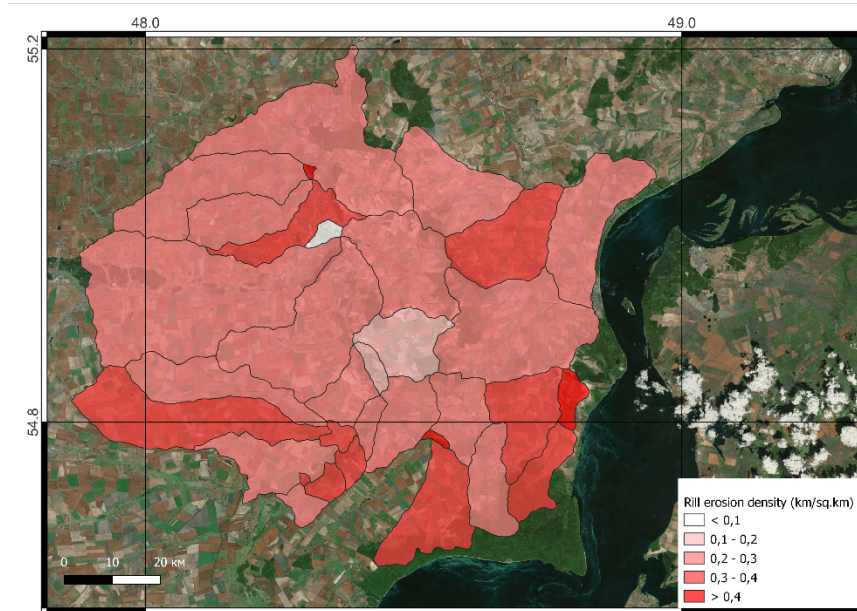 48.0 49.0
55.2
54.8
Rill erosion density (km/sq.km)
< 0,1
0,1 - 0,2
0,2 - 0,3
0,3 - 0,4
> 0,4
0 10 20 км